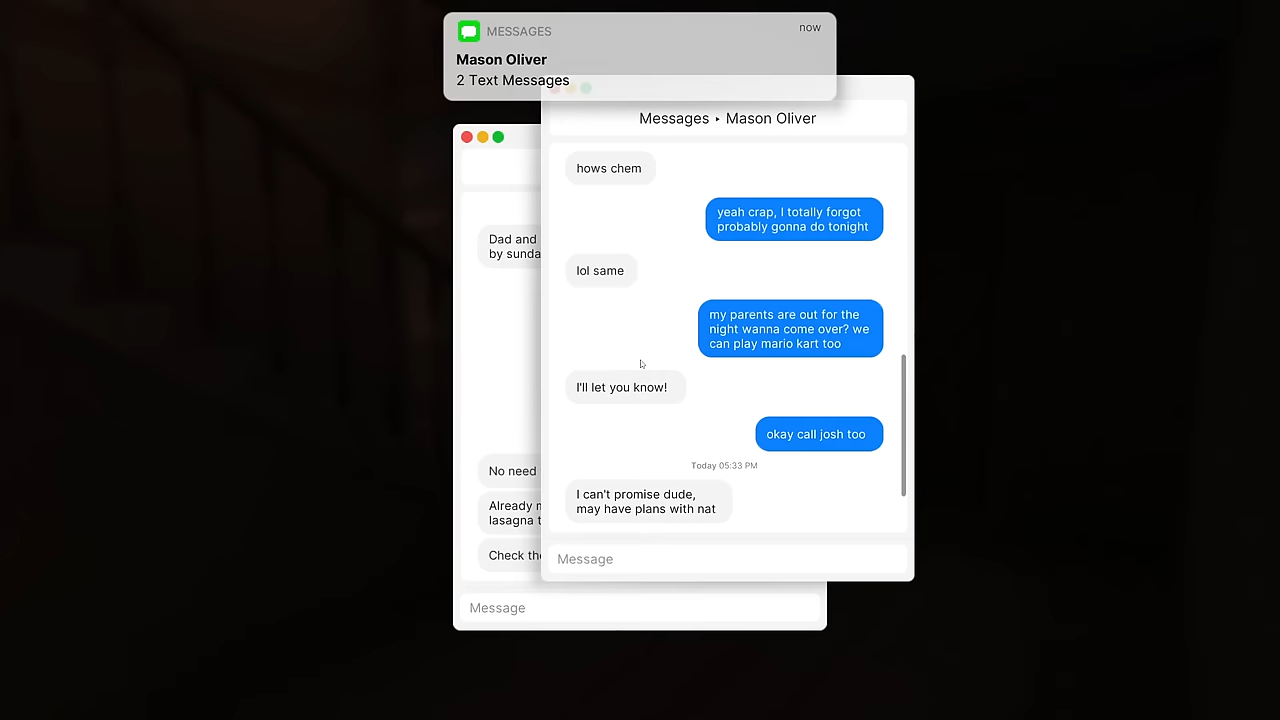 MESSAGES
now
Mason Oliver
2 Text Messages
Messages ▸ Mason Oliver
hows chem
yeah crap, I totally forgot
probably gonna do tonight
lol same
my parents are out for the
night wanna come over? we
can play mario kart too
I'll let you know!
okay call josh too
Today 05:33 PM
I can't promise dude,
may have plans with nat
Message
Dad and
by sunda
No need
Already
lasagna
Check the
Message